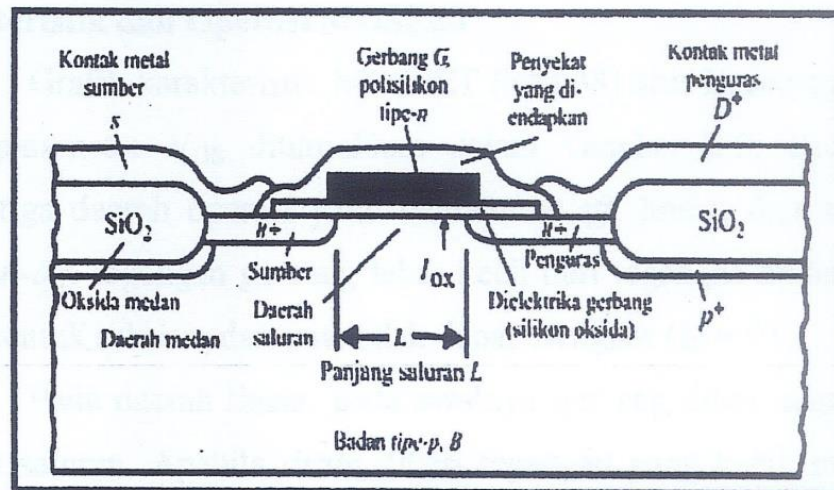 Kontak metal
sumber
s
Gerbang G,
polisilikon
tipe-n
Penyekat
yang di-
endapkan
Kontak metal
penguras
D+
SiO2
n+
n+
SiO2
Oksida medan
Daerah medan
Sumber
Daerah
saluran
L
Panjang saluran L
tOX
Penguras
Dielektrika gerbang
(silikon oksida)
p+
Badan tipe-p, B